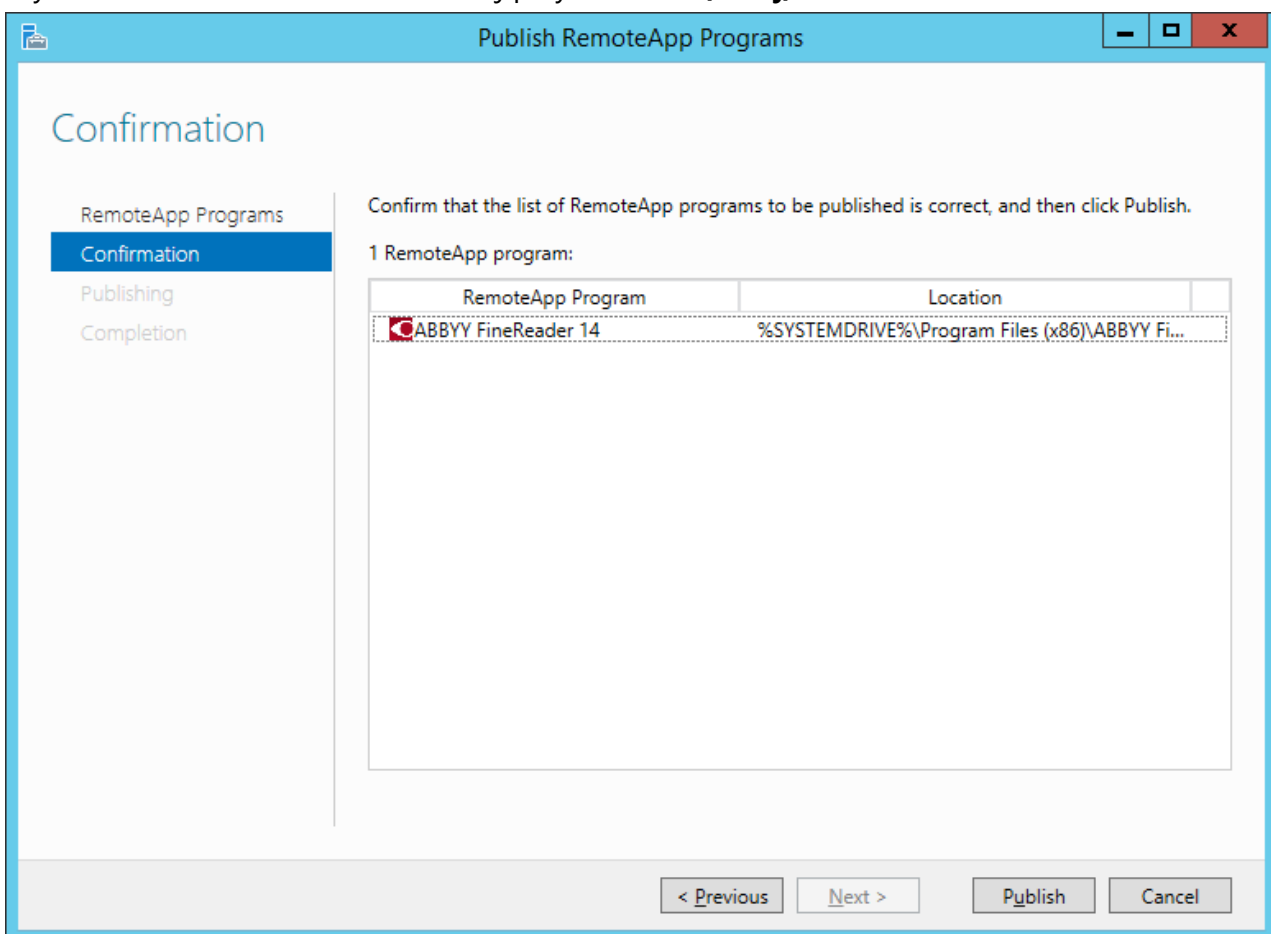 Publish RemoteApp Programs
Confirmation
RemoteApp Programs
Confirmation
Publishing
Completion
Confirm that the list of RemoteApp programs to be published is correct, and then click Publish.
1 RemoteApp program:
RemoteApp Program Location
ABBYY FineReader 14 %SYSTEMDRIVE%\Program Files (x86)\ABBYY Fi...
< Previous Next > Publish Cancel